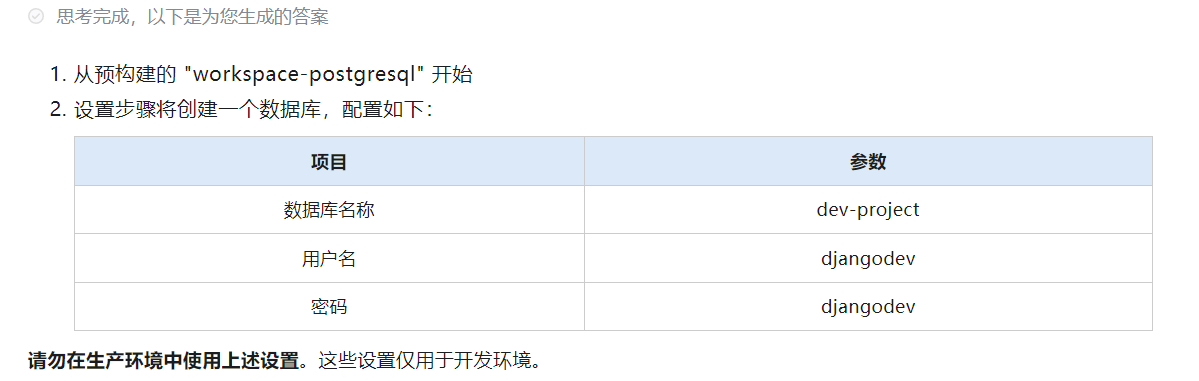 思考完成，以下是为您生成的答案
1. 从预构建的 "workspace-postgresql" 开始
2. 设置步骤将创建一个数据库，配置如下：
项目 参数
数据库名称 dev-project
用户名 djangodev
密码 djangodev
请勿在生产环境中使用上述设置。这些设置仅用于开发环境。